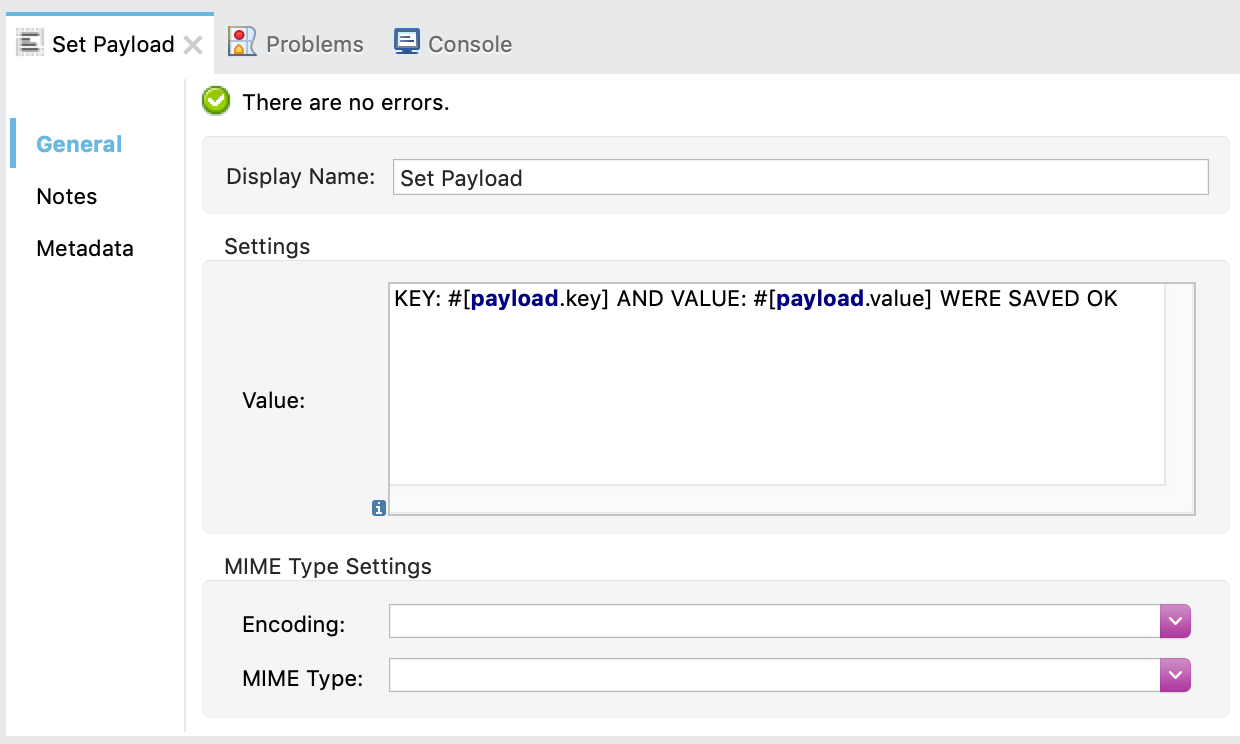 Set Payload Problems Console
There are no errors.
General
Display Name: Set Payload
Notes
Settings
Metadata
KEY: #[payload.key] AND VALUE: #[payload.value] WERE SAVED OK
Value:
MIME Type Settings
Encoding:
MIME Type: